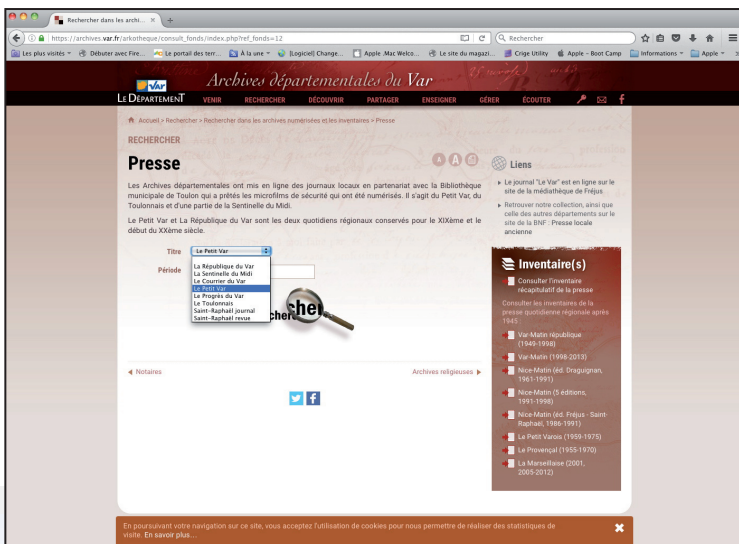 Rechercher dans les archi...
https://archives.var.fr/arkotheque/consult_fonds/index.php?ref_fonds=12
Rechercher
Les plus visités
Débuter avec Fire...
Le portail des terr...
À la une
[Logiciel] Change...
Apple .Mac Welco...
Le site du magazi...
Crige Utility
Apple – Boot Camp
Informations
Apple
VAR
LE DÉPARTEMENT
Archives départementales du Var
VENIR RECHERCHER DÉCOUVRIR PARTAGER ENSEIGNER GÉRER ÉCOUTER
Accueil > Rechercher > Rechercher dans les archives numérisées et les inventaires > Presse
RECHERCHER
Presse
A A
Les Archives départementales ont mis en ligne des journaux locaux en partenariat avec la Bibliothèque
municipale de Toulon qui a prêtés les microfilms de sécurité qui ont été numérisés. Il s'agit du Petit Var, du
Toulonnais et d'une partie de la Sentinelle du Midi.
Le Petit Var et La République du Var sont les deux quotidiens régionaux conservés pour le XIXème et le
début du XXème siècle.
Titre
Le Petit Var
Période
La République du Var
La Sentinelle du Midi
Le Courrier du Var
Le Petit Var
Le Progrès du Var
Le Toulonnais
Saint-Raphaël journal
Saint-Raphaël revue
cher
cher
Notaires
Archives religieuses
Liens
Le journal "Le Var" est en ligne sur le
site de la médiathèque de Fréjus
Retrouver notre collection, ainsi que
celle des autres départements sur le
site de la BNF : Presse locale
ancienne
Inventaire(s)
Consulter l'inventaire
récapitulatif de la presse
Consulter les inventaires de la
presse quotidienne régionale après
1945 :
Var-Matin république
(1949-1998)
Var-Matin (1998-2013)
Nice-Matin (éd. Draguignan,
1961-1991)
Nice-Matin (5 éditions,
1991-1998)
Nice-Matin (éd. Fréjus - Saint-
Raphaël, 1986-1991)
Le Petit Varois (1959-1975)
Le Provençal (1955-1970)
La Marseillaise (2001,
2005-2012)
En poursuivant votre navigation sur ce site, vous acceptez l'utilisation de cookies pour nous permettre de réaliser des statistiques de
visite. En savoir plus...